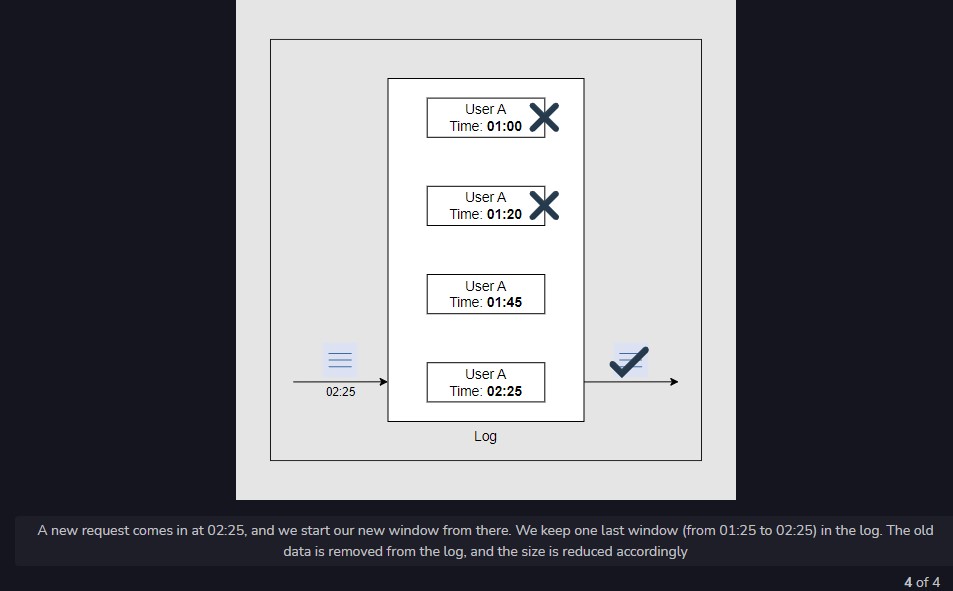 User A
Time: 01:00
User A
Time: 01:20
User A
Time: 01:45
User A
Time: 02:25
02:25
Log
A new request comes in at 02:25, and we start our new window from there. We keep one last window (from 01:25 to 02:25) in the log. The old
data is removed from the log, and the size is reduced accordingly
4 of 4